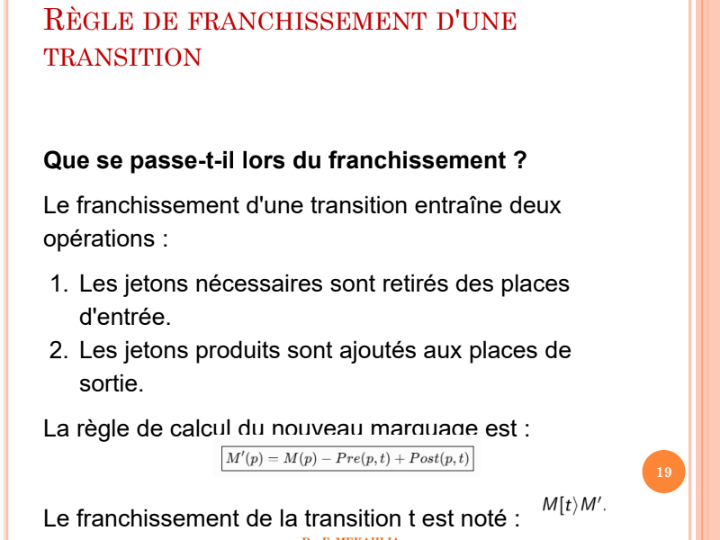 RÈGLE DE FRANCHISSEMENT D'UNE
TRANSITION
Que se passe-t-il lors du franchissement ?
Le franchissement d'une transition entraîne deux
opérations :
1. Les jetons nécessaires sont retirés des places
d'entrée.
2. Les jetons produits sont ajoutés aux places de
sortie.
La règle de calcul du nouveau marquage est :
M′(p) = M(p) − Pre(p, t) + Post(p, t)
19
Le franchissement de la transition t est noté : M[t⟩M′.